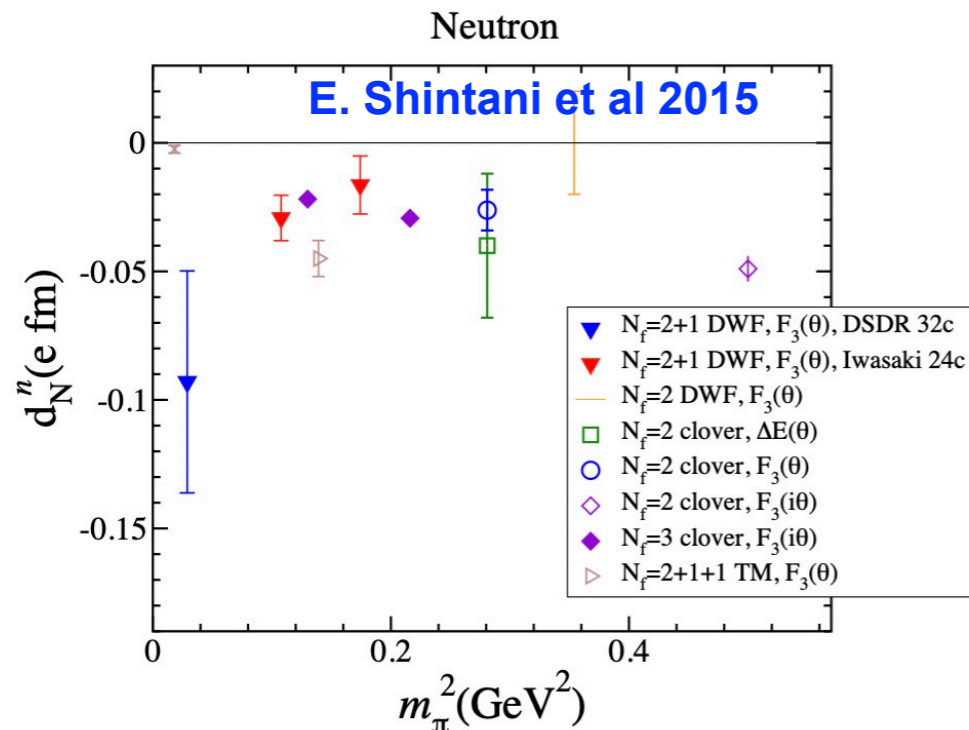 Neutron
E. Shintani et al 2015
0
-0.05
-0.1
-0.15
d_N^n(e fm)
N_f=2+1 DWF, F_3(θ), DSDR 32c
N_f=2+1 DWF, F_3(θ), Iwasaki 24c
N_f=2 DWF, F_3(θ)
N_f=2 clover, ΔE(θ)
N_f=2 clover, F_3(θ)
N_f=2 clover, F_3(iθ)
N_f=3 clover, F_3(iθ)
N_f=2+1+1 TM, F_3(θ)
0 0.2 0.4
m_π^2(GeV^2)